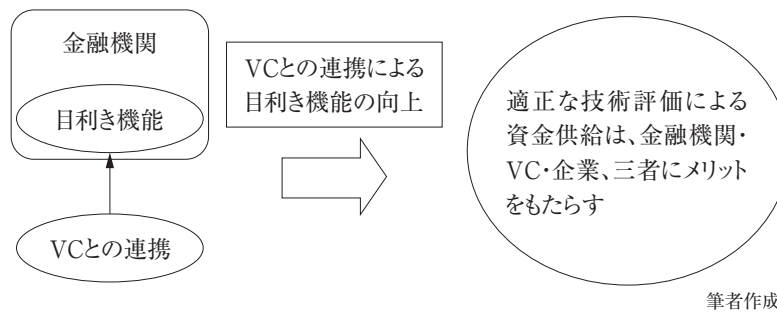 金融機関
目利き機能
VCとの連携
VCとの連携による
目利き機能の向上
適正な技術評価による
資金供給は、金融機関・
VC・企業、三者にメリット
をもたらす
筆者作成